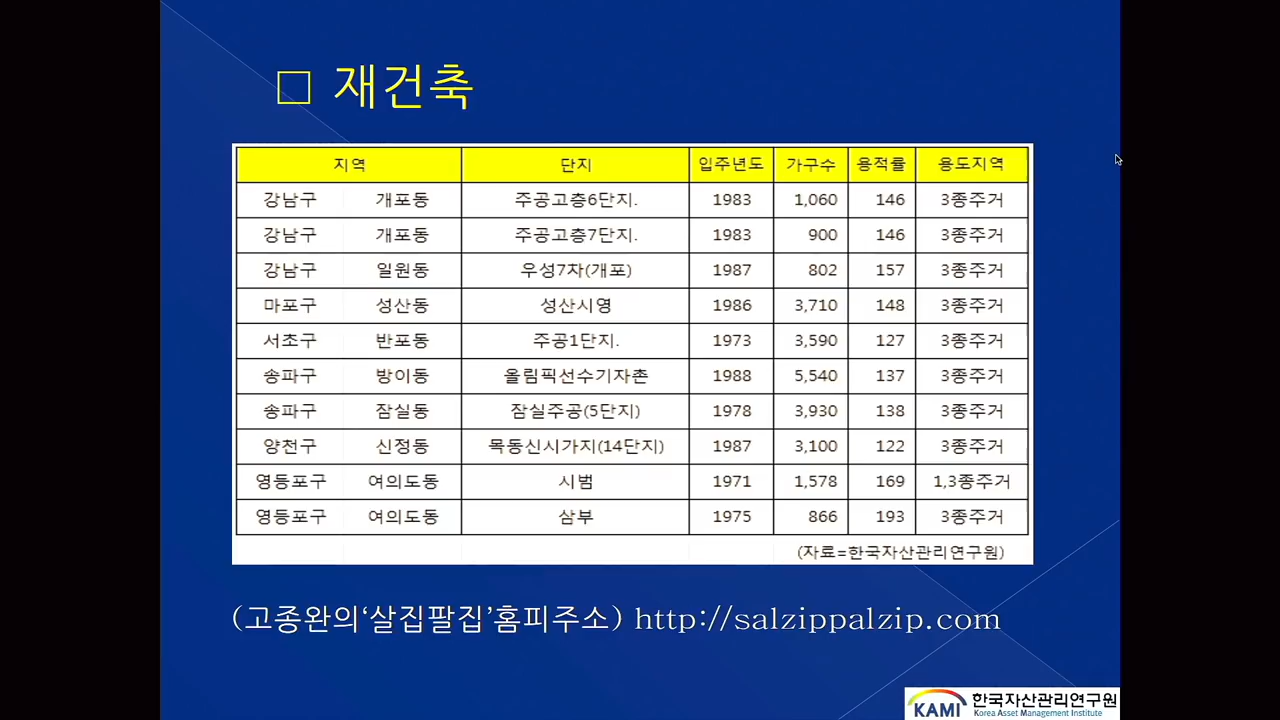 □ 재건축
지역 단지 입주년도 가구수 용적률 용도지역
강남구 개포동 주공고층6단지. 1983 1,060 146 3종주거
강남구 개포동 주공고층7단지. 1983 900 146 3종주거
강남구 일원동 우성7차(개포) 1987 802 157 3종주거
마포구 성산동 성산시영 1986 3,710 148 3종주거
서초구 반포동 주공1단지. 1973 3,590 127 3종주거
송파구 방이동 올림픽선수기자촌 1988 5,540 137 3종주거
송파구 잠실동 잠실주공(5단지) 1978 3,930 138 3종주거
양천구 신정동 목동신시가지(14단지) 1987 3,100 122 3종주거
영등포구 여의도동 시범 1971 1,578 169 1,3종주거
영등포구 여의도동 삼부 1975 866 193 3종주거
(자료=한국자산관리연구원)
(고종완의‘살집팔집’홈피주소) http://salzippalzip.com
KAMI 한국자산관리연구원
Korea Asset Management Institute